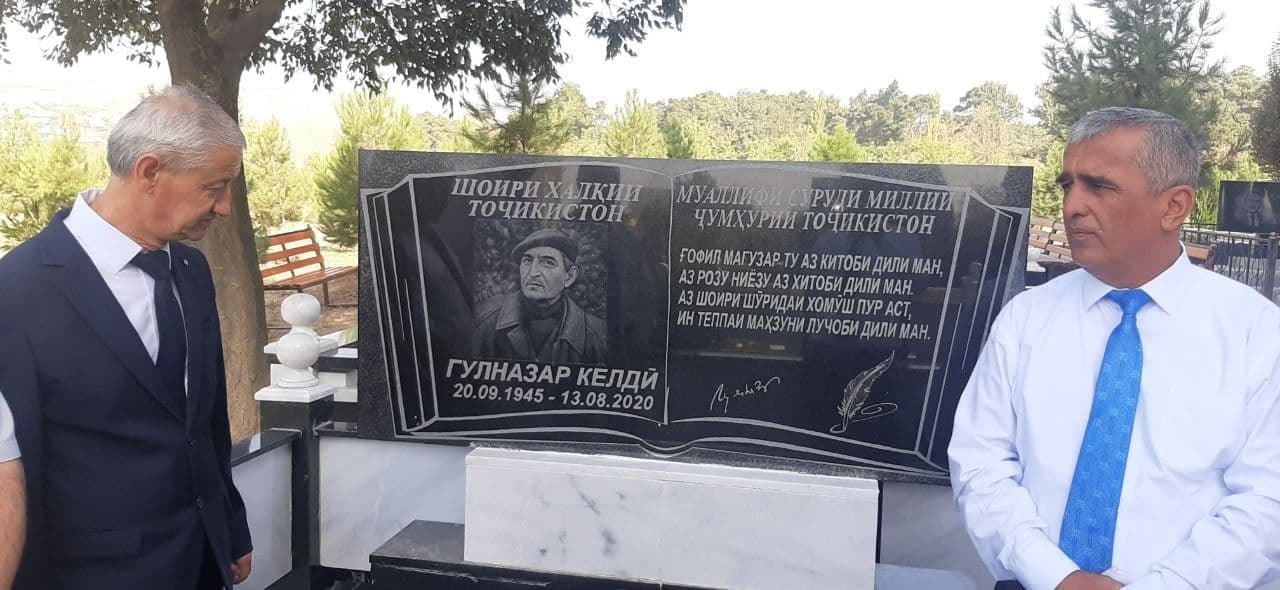 ШОИРИ ХАЛҚИИ
ТОҶИКИСТОН
ГУЛНАЗАР КЕЛДӢ
20.09.1945 - 13.08.2020
МУАЛЛИФИ СУРУДИ МИЛЛИИ
ҶУМҲУРИИ ТОҶИКИСТОН
ҒОФИЛ МАГУЗАР ТУ АЗ КИТОБИ ДИЛИ МАН,
АЗ РОЗУ НИЁЗУ АЗ ХИТОБИ ДИЛИ МАН.
АЗ ШОИРИ ШӮРИДАИ ХОМУШ ПУР АСТ,
ИН ТЕППАИ МАҲЗУНИ ЛУЧОБИ ДИЛИ МАН.